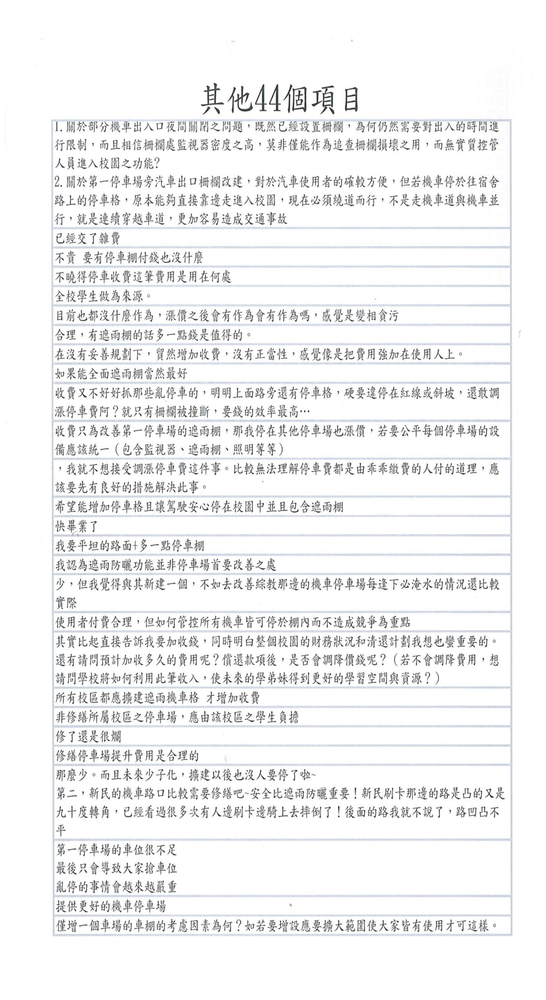 其他44個項目
1. 關於部分機車出入口夜間關閉之問題，既然已經設置柵欄，為何仍然需要對出入的時間進
行限制，而且相信柵欄處監視器密度之高，莫非僅能作為追查柵欄損壞之用，而無實質控管
人員進入校園之功能?
2. 關於第一停車場旁汽車出口柵欄改建，對於汽車使用者的確較方便，但若機車停於往宿舍
路上的停車格，原本能夠直接靠邊走進入校園，現在必須繞道而行，不是走機車道與機車並
行，就是連續穿越車道，更加容易造成交通事故
已經交了雜費
不貴 要有停車棚付錢也沒什麼
不曉得停車收費這筆費用是用在何處
全校學生做為來源。
目前也都沒什麼作為，漲價之後會有作為會有作為嗎，感覺是變相貪污
合理，有遮雨棚的話多一點錢是值得的。
在沒有妥善規劃下，貿然增加收費，沒有正當性，感覺像是把費用強加在使用人上。
如果能全面遮雨棚當然最好
收費又不好好抓那些亂停車的，明明上面路旁還有停車格，硬要違停在紅線或斜坡，還敢調
漲停車費阿？就只有柵欄被撞斷，要錢的效率最高…
收費只為改善第一停車場的遮雨棚，那我停在其他停車場也漲價，若要公平每個停車場的設
備應該統一（包含監視器、遮雨棚、照明等等）
，我就不想接受調漲停車費這件事。比較無法理解停車費都是由乖乖繳費的人付的道理，應
該要先有良好的措施解決此事。
希望能增加停車格且讓駕駛安心停在校園中並且包含遮雨棚
快畢業了
我要平坦的路面+多一點停車棚
我認為遮雨防曬功能並非停車場首要改善之處
少，但我覺得與其新建一個，不如去改善綜教那邊的機車停車場每逢下必淹水的情況還比較
實際
使用者付費合理，但如何管控所有機車皆可停於棚內而不造成競爭為重點
其實比起直接告訴我要加收錢，同時明白整個校園的財務狀況和清還計劃我想也蠻重要的。
還有請問預計加收多久的費用呢？償還款項後，是否會調降價錢呢？（若不會調降費用，想
請問學校將如何利用此筆收入，使未來的學弟妹得到更好的學習空間與資源？）
所有校區都應擴建遮雨機車格 才增加收費
非修繕所屬校區之停車場，應由該校區之學生負擔
修了還是很爛
修繕停車場提升費用是合理的
那麼少。而且未來少子化，擴建以後也沒人要停了啦~
第二，新民的機車路口比較需要修繕吧~安全比遮雨防曬重要！新民刷卡那邊的路是凸的又是
九十度轉角，已經看過很多次有人邊刷卡邊騎上去摔倒了！後面的路我就不說了，路凹凸不
平
第一停車場的車位很不足
最後只會導致大家搶車位
亂停的事情會越來越嚴重
提供更好的機車停車場
僅增一個車場的車棚的考慮因素為何？如若要增設應要擴大範圍使大家皆有使用才可這樣。